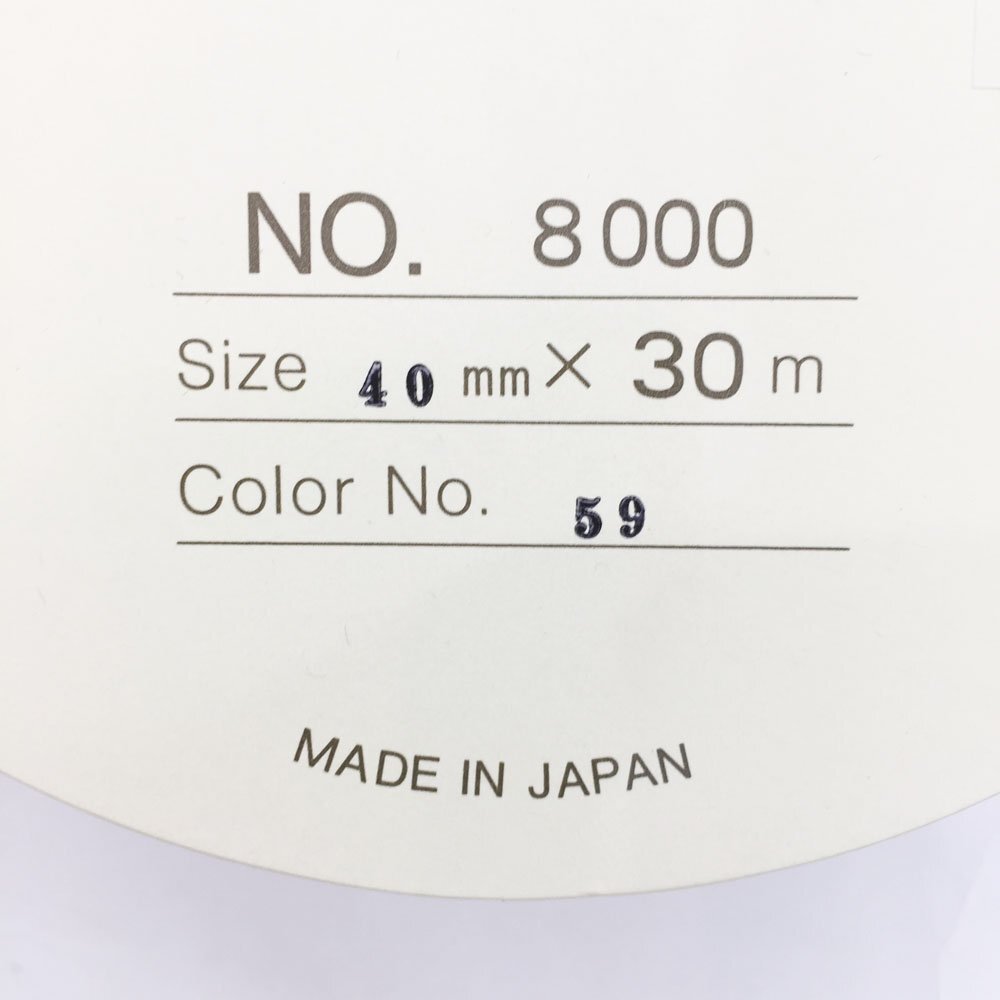 NO. 8000
Size 40 mm × 30 m
Color No. 59
MADE IN JAPAN